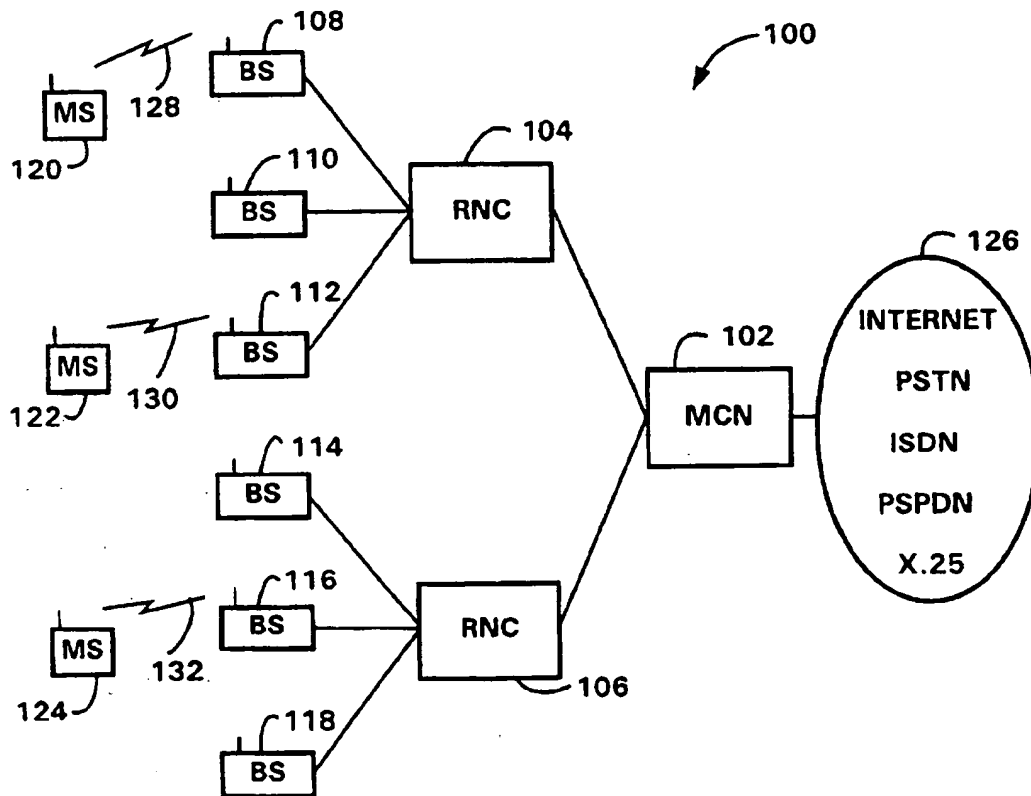 108
100
BS
128
MS
120
104
110
RNC
BS
126
112
INTERNET
102
BS
MS
PSTN
122
130
MCN
114
ISDN
BS
PSPDN
116
X.25
BS
RNC
MS
132
124
106
118
BS